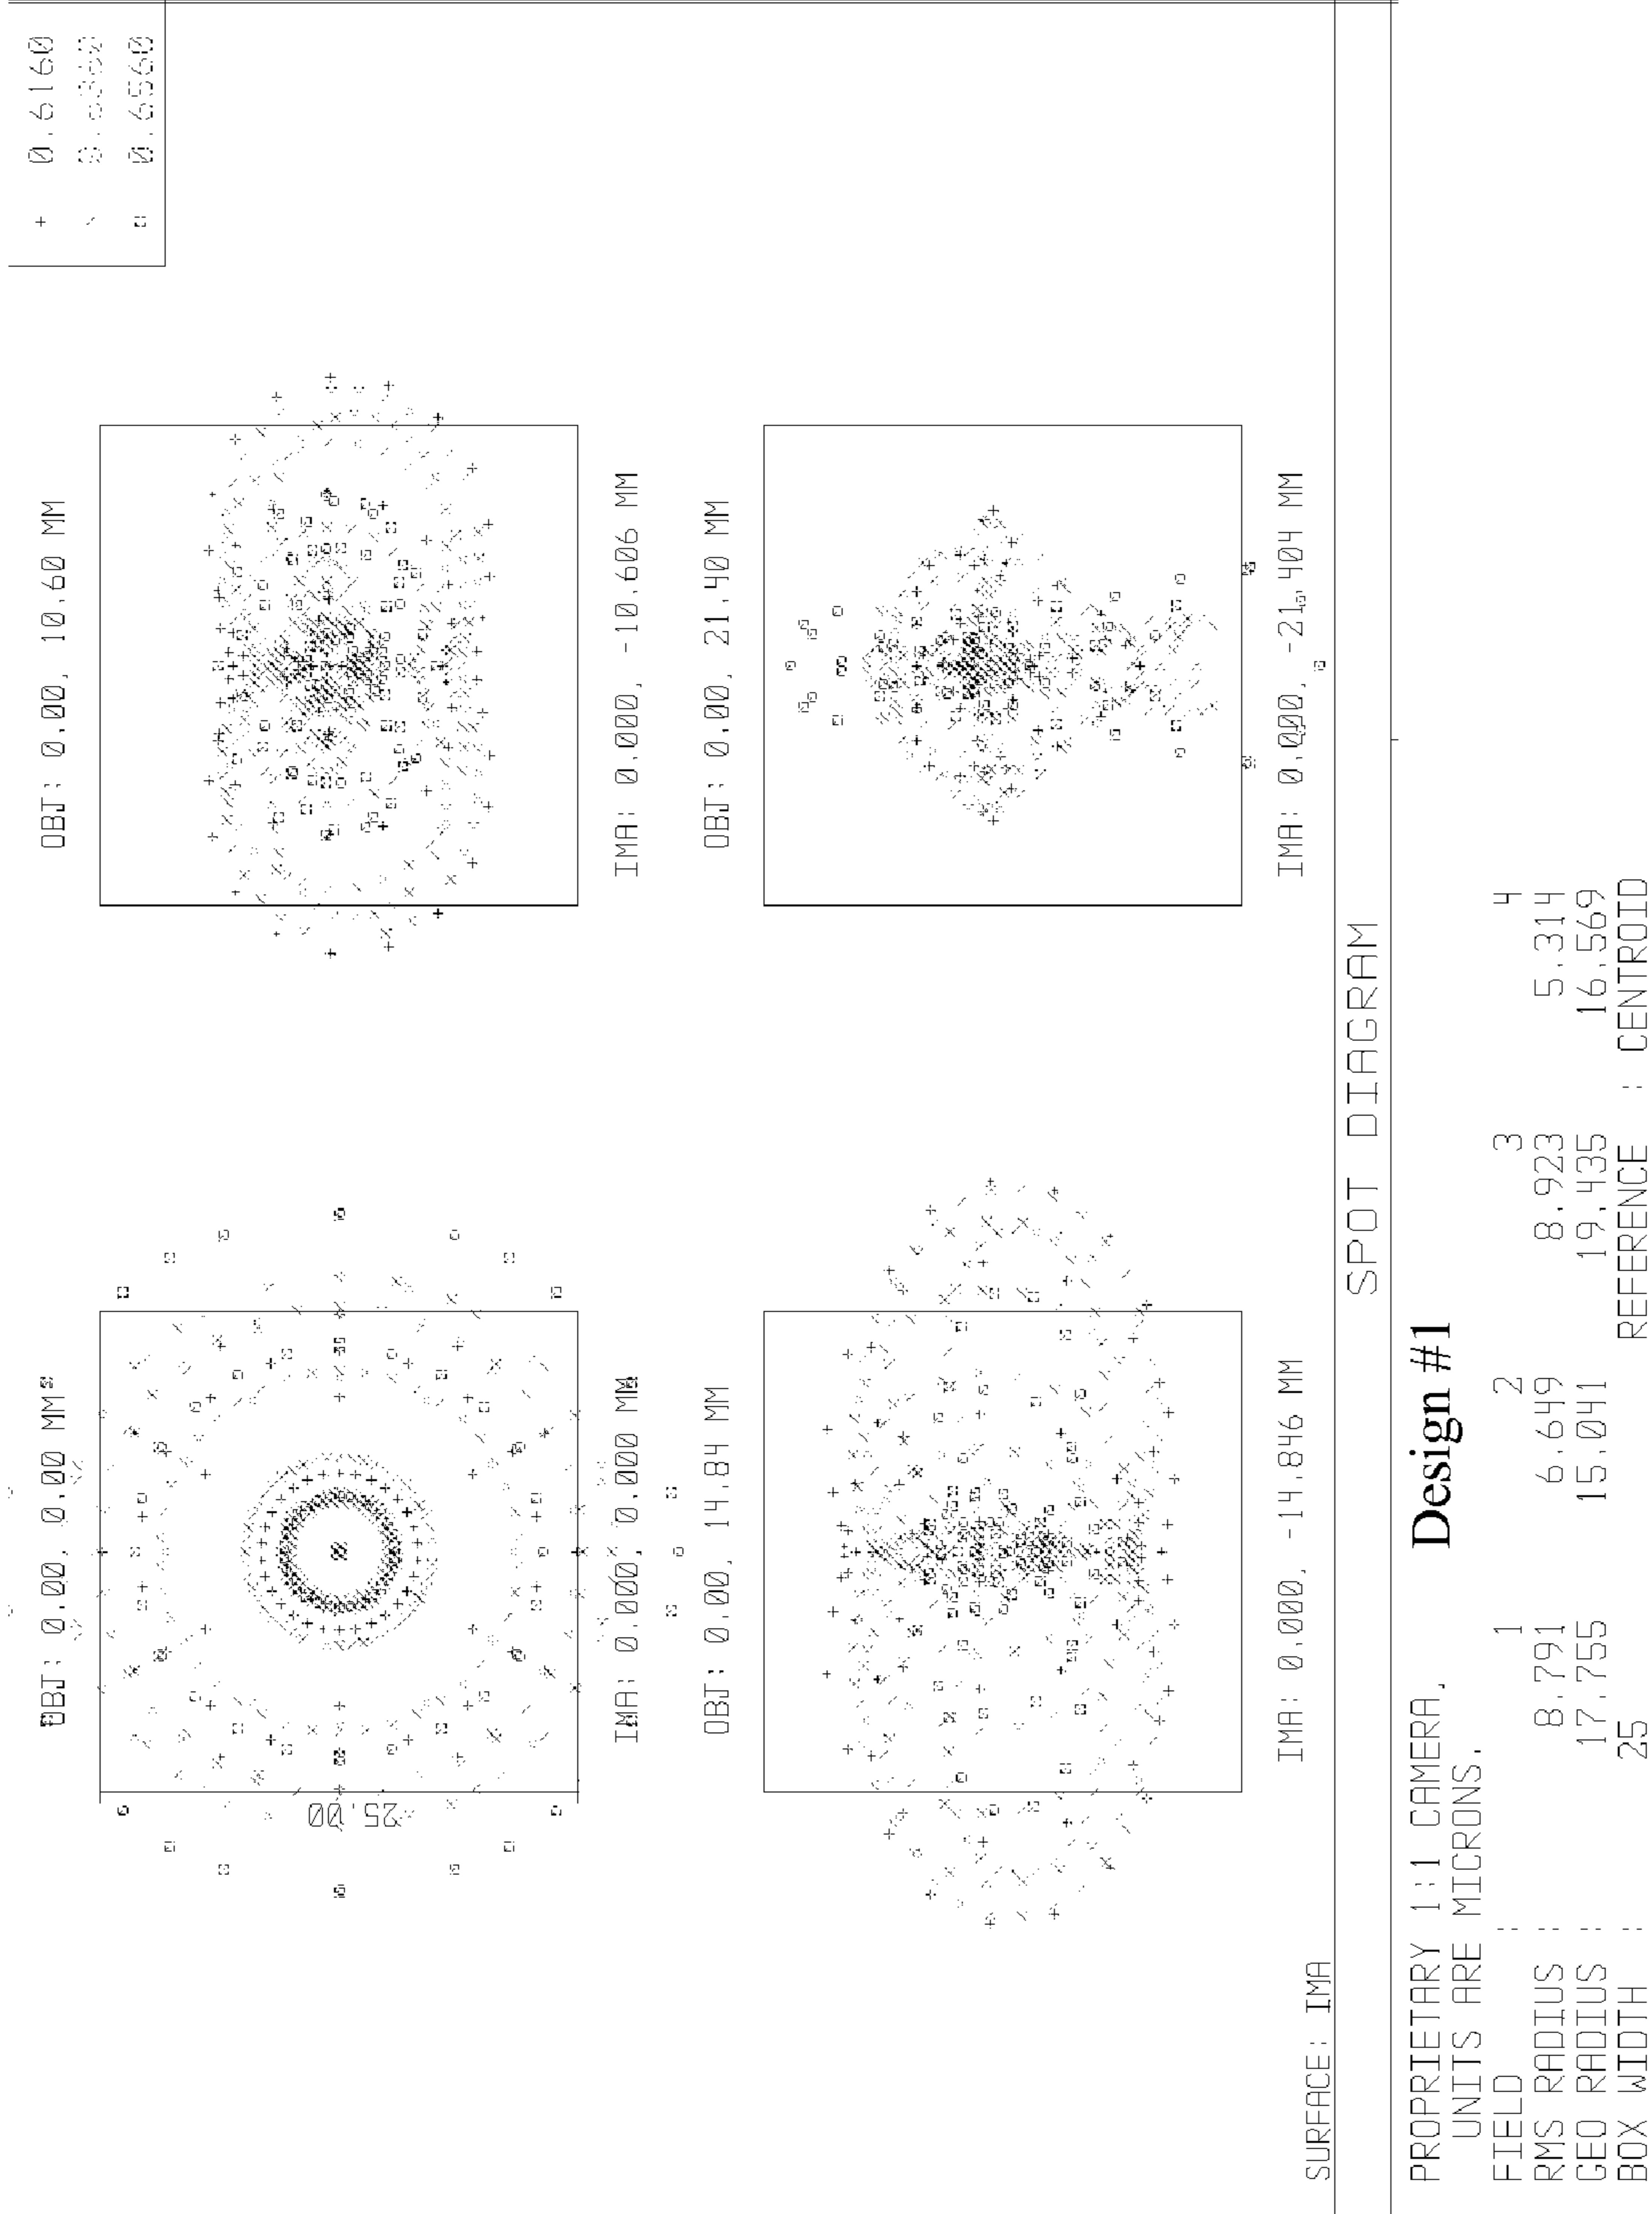 + 0.6160
× 0.6360
¤ 0.6560
OBJ: 0.00, 0.00 MM
OBJ: 0.00, 10.60 MM
25.00
IMA: 0.000, 0.000 MM
IMA: 0.000, -10.606 MM
OBJ: 0.00, 14.84 MM
OBJ: 0.00, 21.40 MM
IMA: 0.000, -14.846 MM
IMA: 0.000, -21.404 MM
SURFACE: IMA
SPOT DIAGRAM
PROPRIETARY 1:1 CAMERA. Design #1
UNITS ARE MICRONS.
FIELD : 1 2 3 4
RMS RADIUS : 8.791 6.649 8.923 5.314
GEO RADIUS : 17.755 15.041 19.435 16.569
BOX WIDTH : 25 REFERENCE : CENTROID